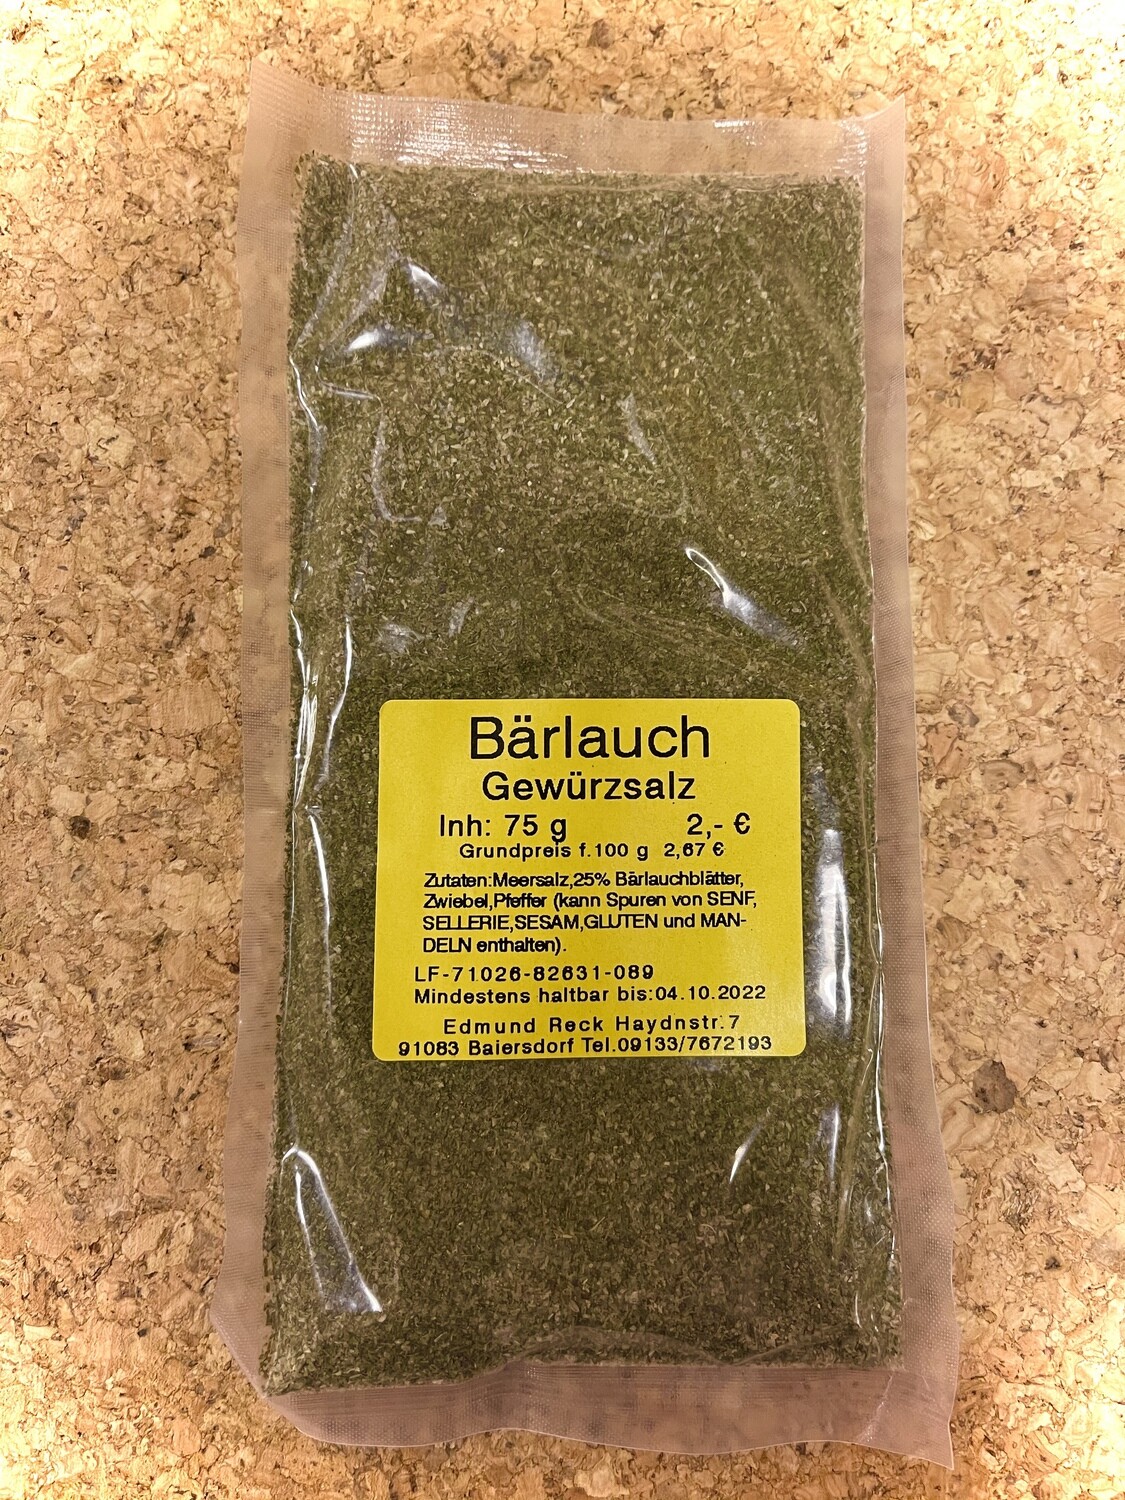 Bärlauch
Gewürzsalz
Inh: 75 g 2,- €
Grundpreis f.100 g 2,67 €
Zutaten:Meersalz,25% Bärlauchblätter,
Zwiebel,Pfeffer (kann Spuren von SENF,
SELLERIE,SESAM,GLUTEN und MAN-
DELN enthalten).
LF-71026-82631-089
Mindestens haltbar bis:04.10.2022
Edmund Reck Haydnstr.7
91083 Baiersdorf Tel.09133/7672193